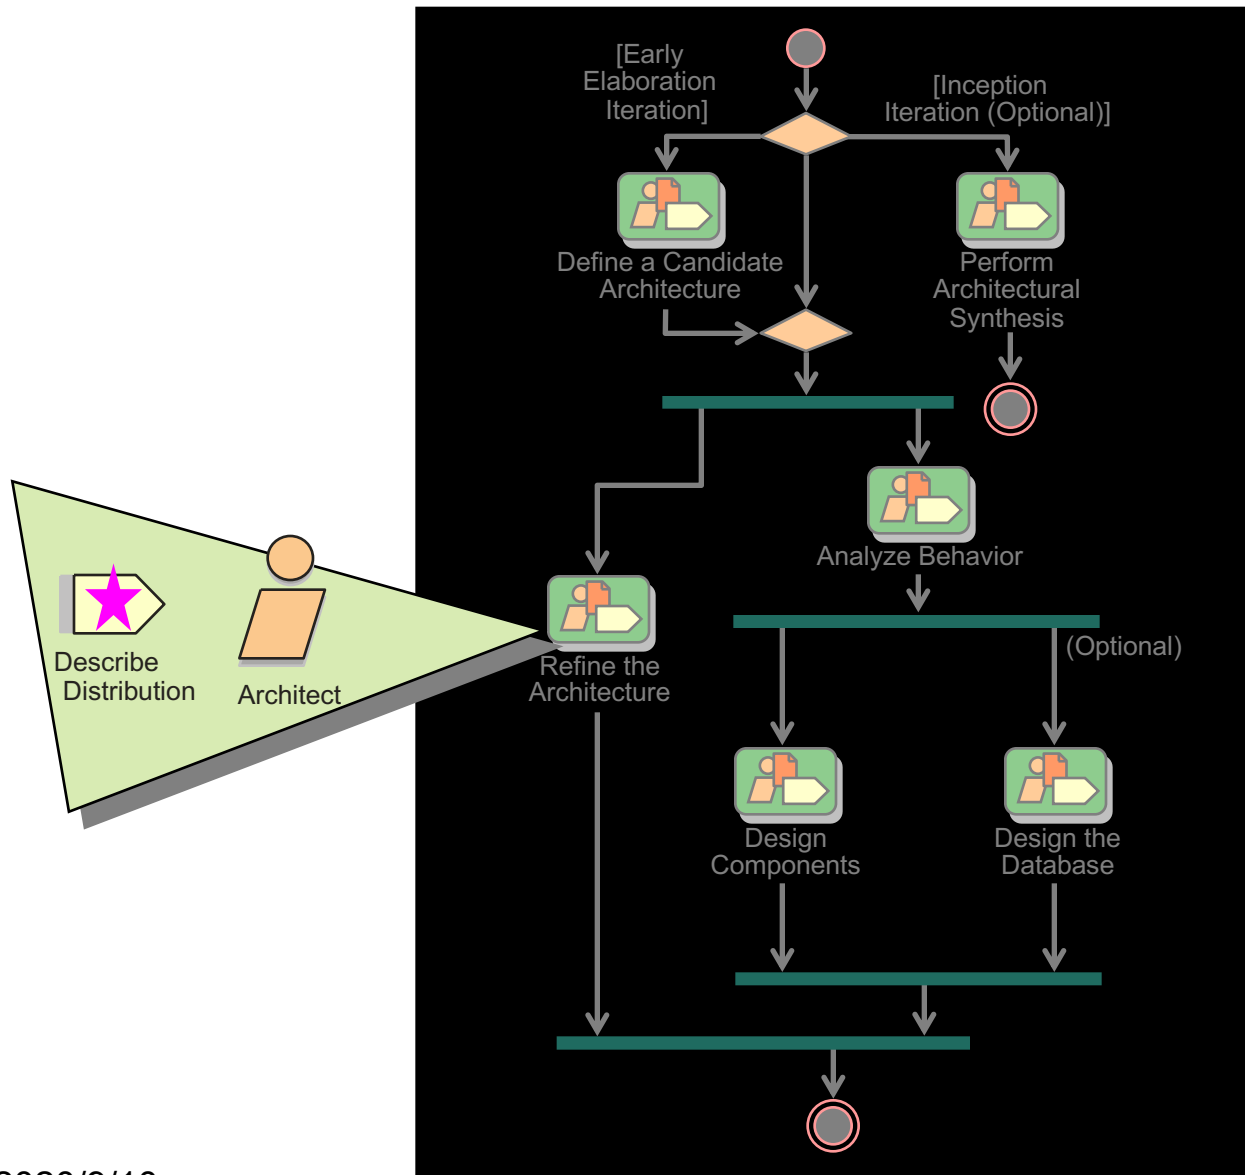 [Early
Elaboration
Iteration]
[Inception
Iteration (Optional)]
Define a Candidate
Architecture
Perform
Architectural
Synthesis
Analyze Behavior
(Optional)
Describe
Distribution
Architect
Refine the
Architecture
Design
Components
Design the
Database